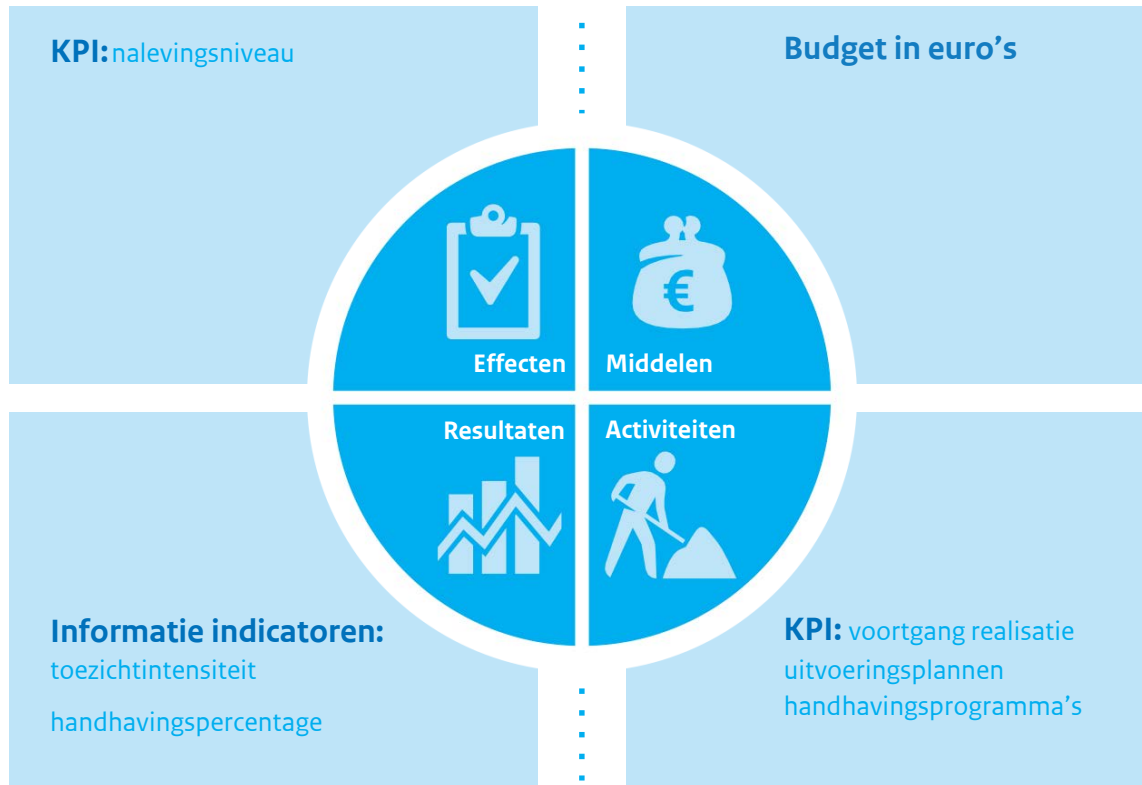 KPI: nalevingsniveau
Budget in euro's
€
Effecten
Middelen
Resultaten
Activiteiten
Informatie indicatoren:
toezichtintensiteit
handhavingspercentage
KPI: voortgang realisatie
uitvoeringsplannen
handhavingsprogramma's